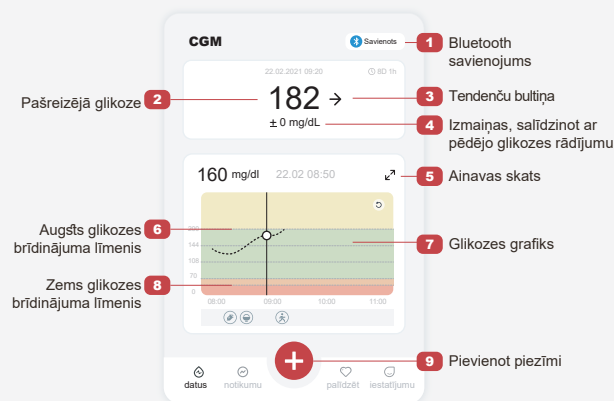 CGM
Savienots
1
Bluetooth
savienojums
22.02.2021 09:20
8D 1h
Pašreizējā glikoze
2
182
3
Tendenču bultiņa
± 0 mg/dL
4
Izmaiņas, salīdzinot ar
pēdējo glikozes rādījumu
160 mg/dl
22.02 08:50
5
Ainavas skats
Augsts glikozes
brīdinājuma līmenis
6
200
144
108
70
0
7
Glikozes grafiks
Zems glikozes
brīdinājuma līmenis
8
08:00
09:00
10:00
11:00
9
Pievienot piezīmi
datus
notikumu
palīdzēt
iestatījumu